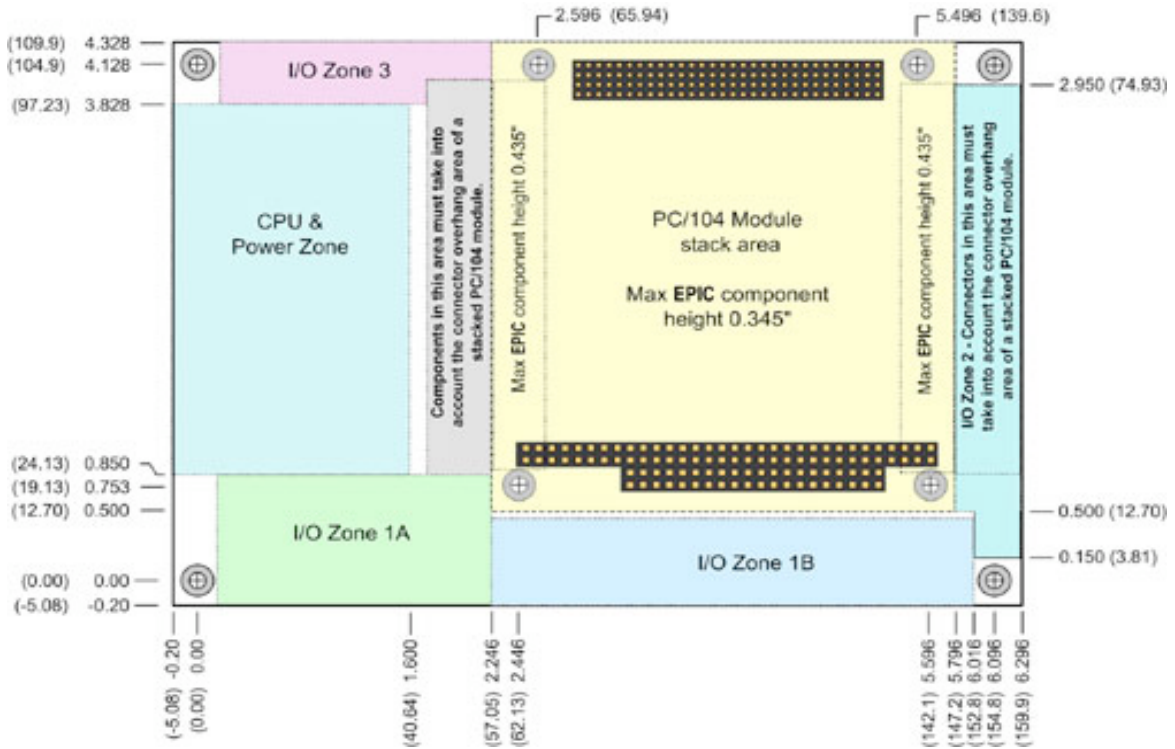 2.596 (65.94)
5.496 (139.6)
(109.9) 4.328
(104.9) 4.128
(97.23) 3.828
(24.13) 0.850
(19.13) 0.753
(12.70) 0.500
(0.00) 0.00
(-5.08) -0.20
I/O Zone 3
CPU &
Power Zone
Components in this area must take into
account the connector overhang area of a
stacked PC/104 module.
Max EPIC component height 0.435"
PC/104 Module
stack area
Max EPIC component
height 0.345"
Max EPIC component height 0.435"
I/O Zone 2 - Connectors in this area must
take into account the connector overhang
area of a stacked PC/104 module.
2.950 (74.93)
0.500 (12.70)
0.150 (3.81)
I/O Zone 1A
I/O Zone 1B
(-5.08) -0.20
(0.00) 0.00
(40.64) 1.600
(57.05) 2.246
(62.13) 2.446
(142.1) 5.596
(147.2) 5.796
(152.8) 6.016
(154.8) 6.096
(159.9) 6.296